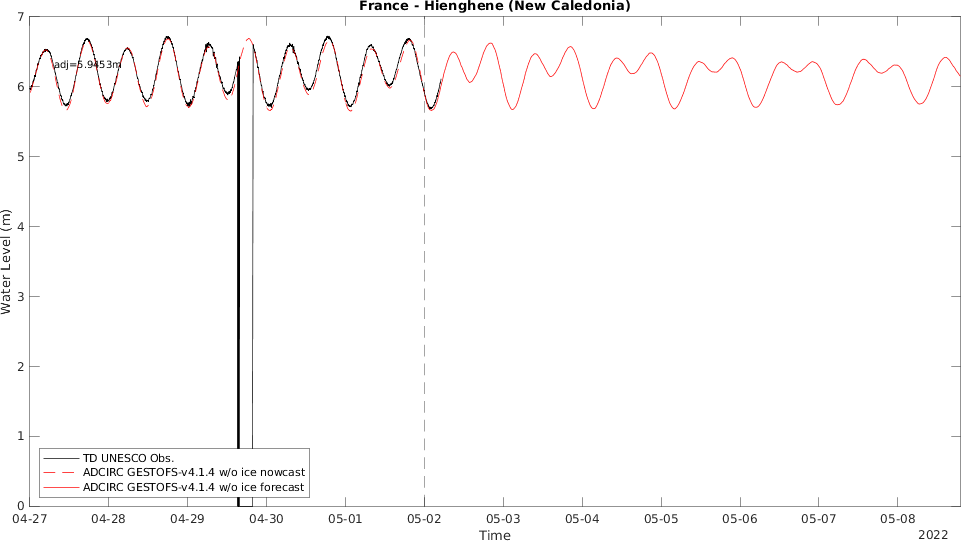 France - Hienghene (New Caledonia)
7
adj=5.9453m
6
5
4
3
2
1
0
Water Level (m)
TD UNESCO Obs.
ADCIRC GESTOFS-v4.1.4 w/o ice nowcast
ADCIRC GESTOFS-v4.1.4 w/o ice forecast
04-27 04-28 04-29 04-30 05-01 05-02 05-03 05-04 05-05 05-06 05-07 05-08
Time
2022